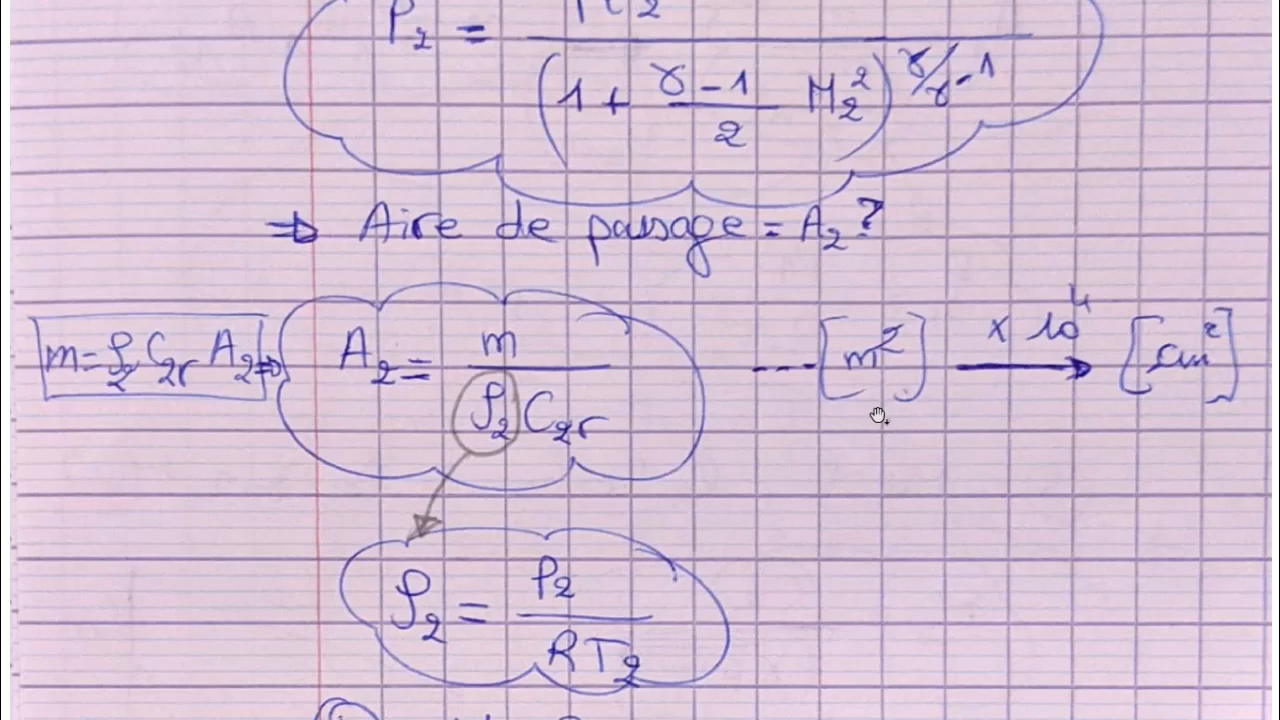 P₂ =
(1 + γ - 1 / 2 M₂²)^γ/γ-1
⇒ Aire de passage = A₂ ?
m = ρ₂ C₂r A₂ ⇒ A₂ = m / ρ₂ C₂r ---[m²] x 10⁴ → [cm²]
ρ₂ = P₂ / R T₂